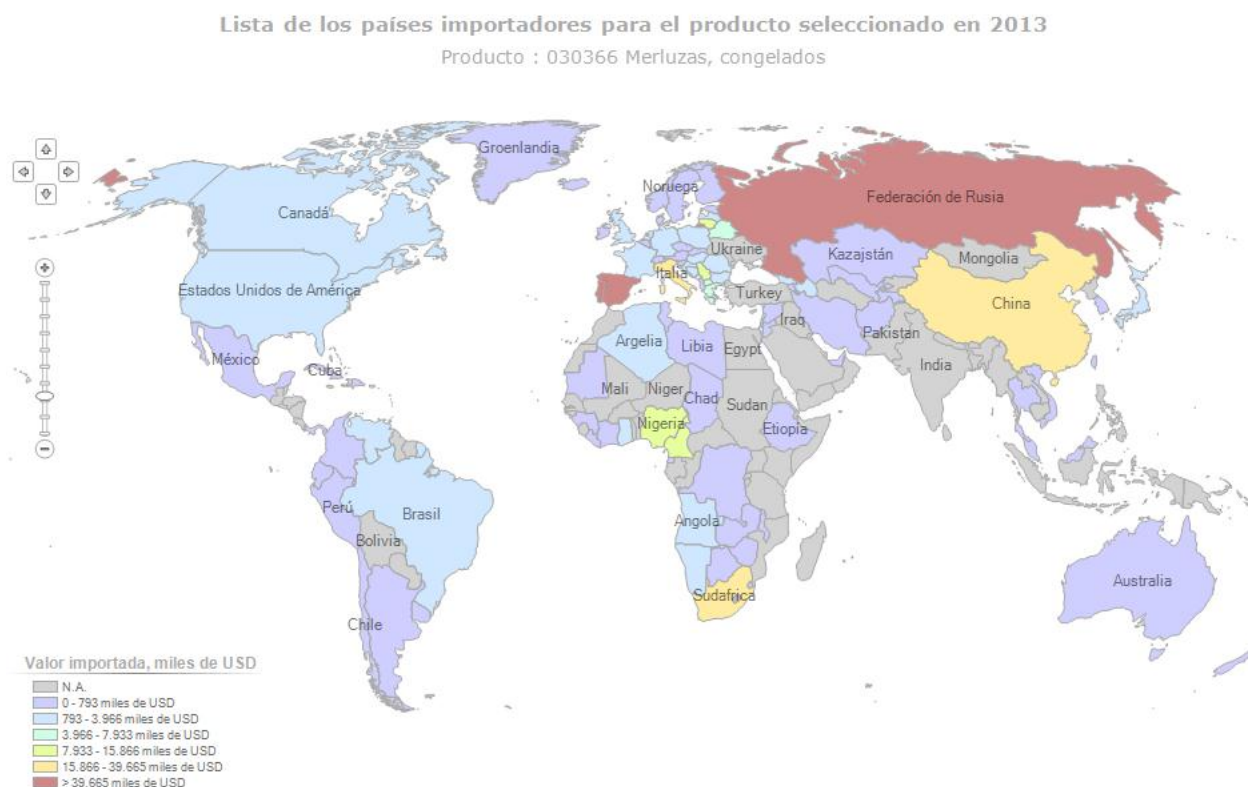 Lista de los países importadores para el producto seleccionado en 2013
Producto : 030366 Merluzas, congelados
Groenlandia
Noruega
Canadá
Federación de Rusia
Ukraine
Kazajstán
Mongolia
Italia
Estados Unidos de América
Turkey
China
Iraq
Pakistan
Argelia
Libia
Egypt
México
Cuba
India
Mali
Niger
Chad
Sudan
Nigeria
Etiopia
Perú
Brasil
Angola
Bolivia
Australia
Sudafrica
Chile
Valor importada, miles de USD
N.A.
0 - 793 miles de USD
793 - 3.966 miles de USD
3.966 - 7.933 miles de USD
7.933 - 15.866 miles de USD
15.866 - 39.665 miles de USD
> 39.665 miles de USD